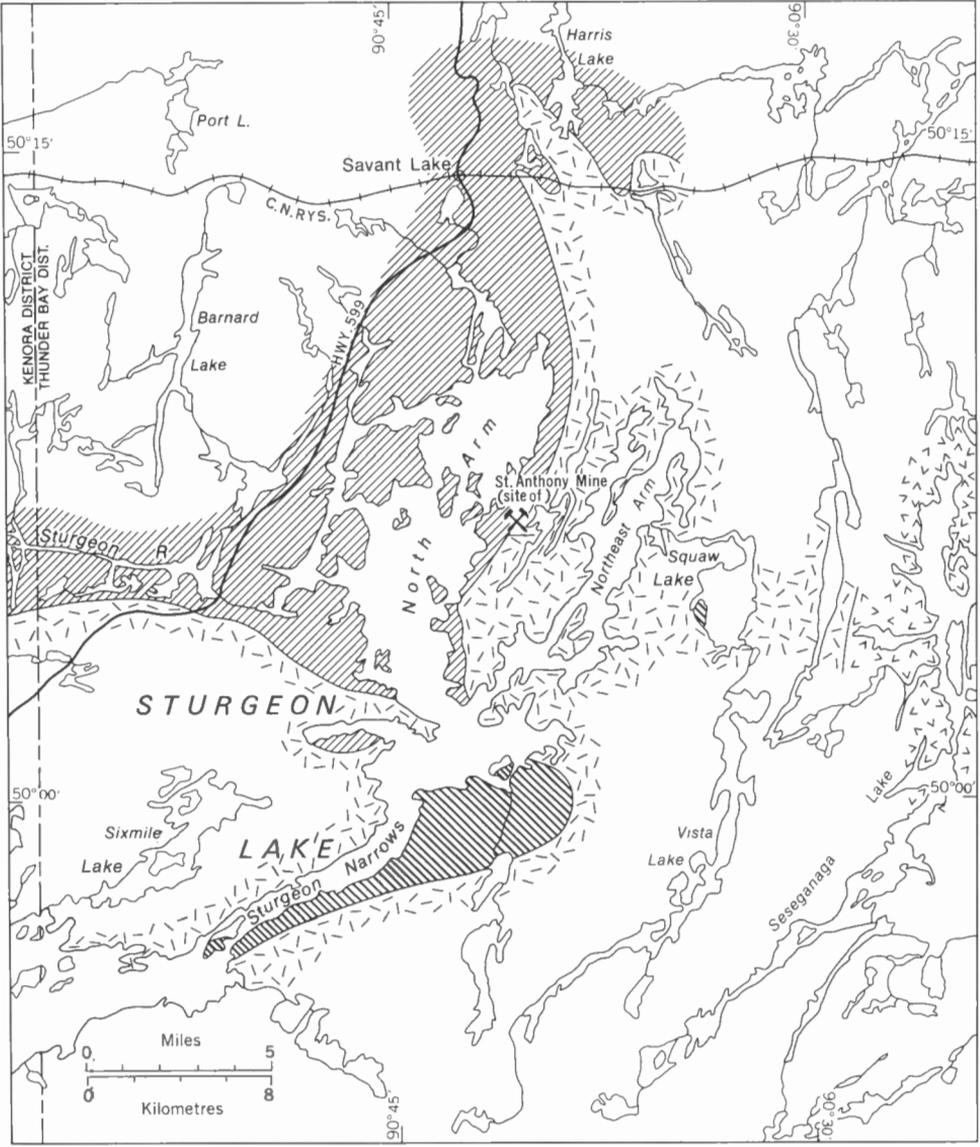 90°45'
90°30'
Harris
Lake
Port L.
50°15'
50°15'
Savant Lake
C.N.RYS.
KENORA DISTRICT
THUNDER BAY DIST.
HWY. 599
Barnard
Lake
North Arm
St. Anthony Mine
(site of)
Northeast Arm
Sturgeon R
Squaw
Lake
STURGEON
50°00'
50°00'
Lake
Sixmile
Lake
LAKE
Sturgeon Narrows
Vista
Lake
Seseganaga
Miles
0 5
0 8
Kilometres
90°45'
90°30'